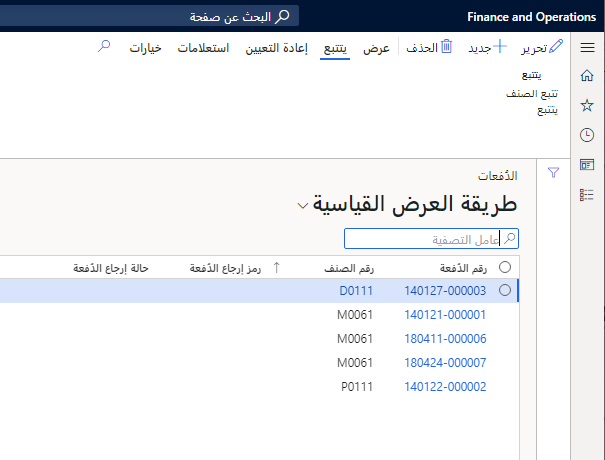 Finance and Operations
البحث عن صفحة
تحرير جديد الحذف عرض يتتبع إعادة التعيين استعلامات خيارات
يتتبع
تتبع الصنف
يتتبع
الدُفعات
طريقة العرض القياسية
عامل التصفية
رقم الدُفعة رقم الصنف رمز إرجاع الدُفعة حالة إرجاع الدُفعة
140127-000003 D0111
140121-000001 M0061
180411-000006 M0061
180424-000007 M0061
140122-000002 P0111